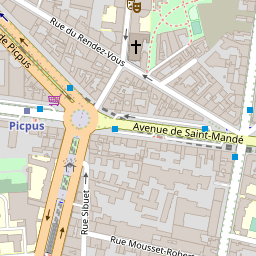 Rue du Rendez-Vous
de Picpus
Avenue de Saint-Mandé
Picpus
Rue Sibuet
Rue Mousset-Robert